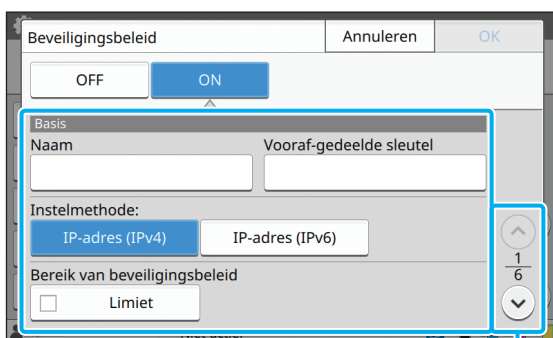 Beveiligingsbeleid Annuleren OK
OFF ON
Basis
Naam Vooraf-gedeelde sleutel
Instelmethode:
IP-adres (IPv4) IP-adres (IPv6)
Bereik van beveiligingsbeleid
Limiet
1
6